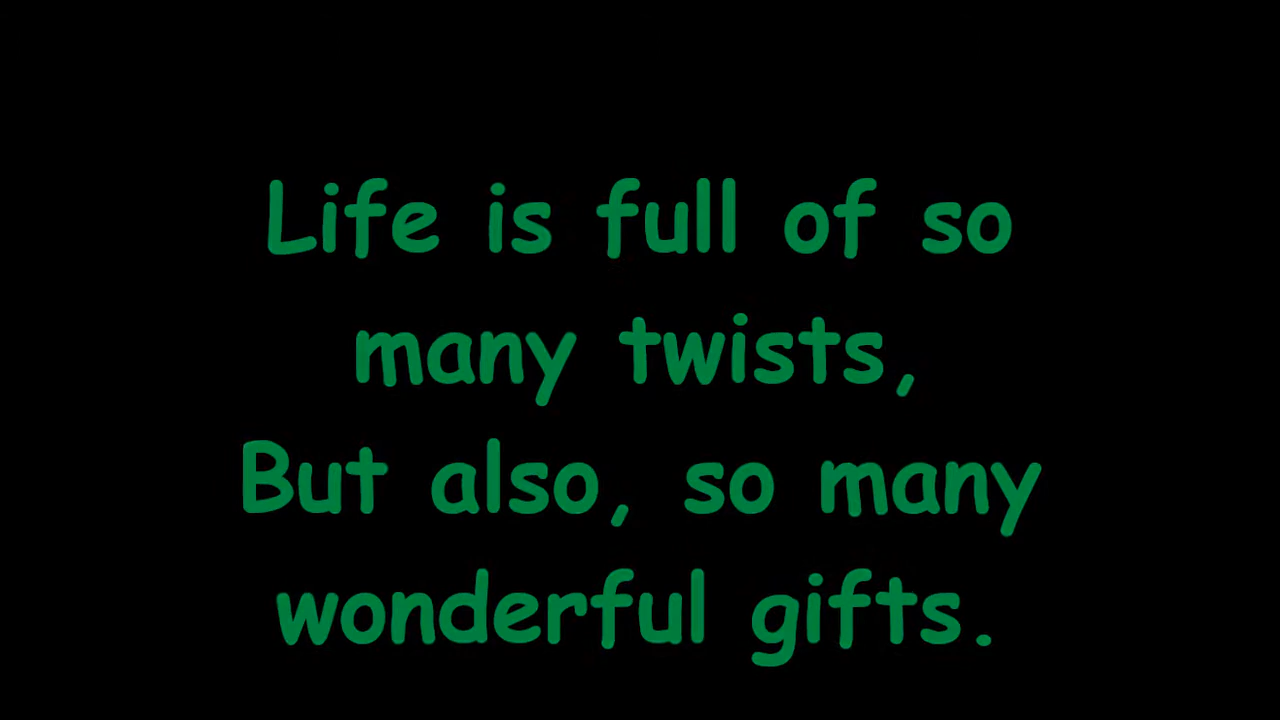 Life is full of so
many twists,
But also, so many
wonderful gifts.